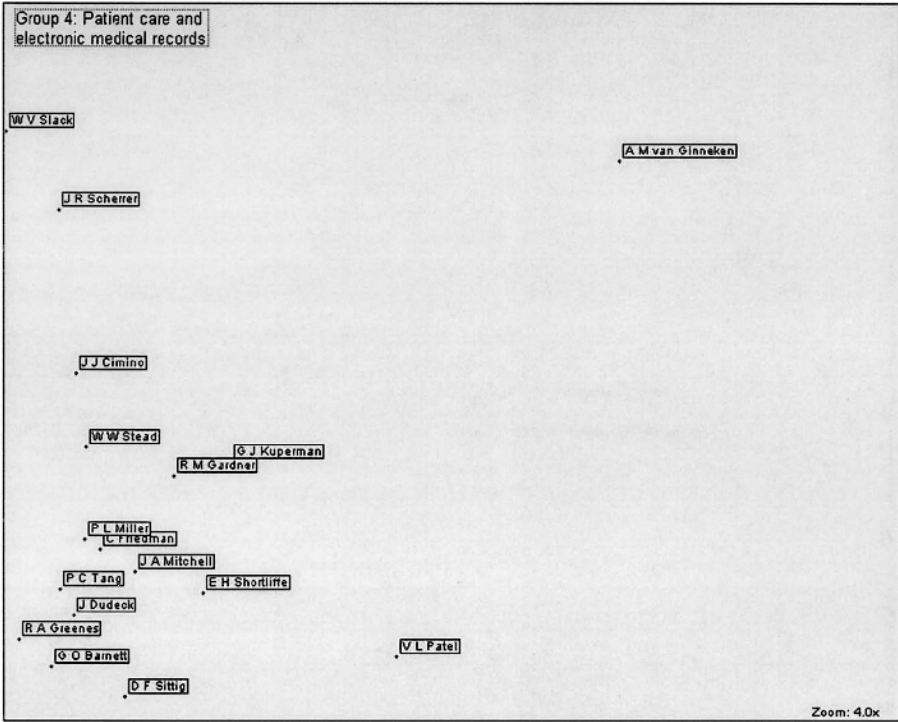 Group 4: Patient care and
electronic medical records
W V Slack
A M van Ginneken
J R Scherrer
J J Cimino
W W Stead
G J Kuperman
R M Gardner
P L Miller
C Friedman
J A Mitchell
P C Tang
E H Shortliffe
J Dudeck
R A Greenes
V L Patel
G O Barnett
D F Sittig
Zoom: 4.0x